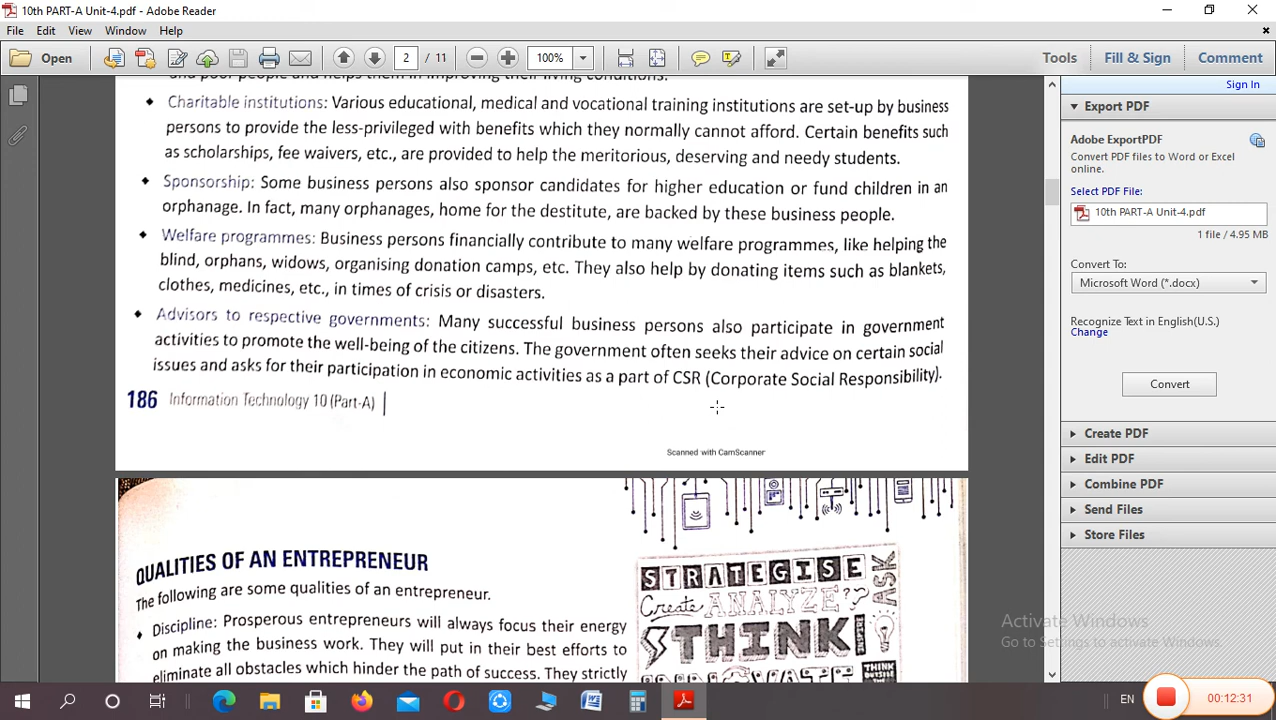 10th PART-A Unit-4.pdf - Adobe Reader
File Edit View Window Help
Open 2 / 11 100% Tools Fill & Sign Comment
Sign In
and poor people and helps them in improving their living conditions.
Charitable institutions: Various educational, medical and vocational training institutions are set-up by business
persons to provide the less-privileged with benefits which they normally cannot afford. Certain benefits such
as scholarships, fee waivers, etc., are provided to help the meritorious, deserving and needy students.
Sponsorship: Some business persons also sponsor candidates for higher education or fund children in an
orphanage. In fact, many orphanages, home for the destitute, are backed by these business people.
Welfare programmes: Business persons financially contribute to many welfare programmes, like helping the
blind, orphans, widows, organising donation camps, etc. They also help by donating items such as blankets,
clothes, medicines, etc., in times of crisis or disasters.
Advisors to respective governments: Many successful business persons also participate in government
activities to promote the well-being of the citizens. The government often seeks their advice on certain social
issues and asks for their participation in economic activities as a part of CSR (Corporate Social Responsibility).
186 Information Technology 10 (Part-A)
Scanned with CamScanner
QUALITIES OF AN ENTREPRENEUR
The following are some qualities of an entrepreneur.
Discipline: Prosperous entrepreneurs will always focus their energy
on making the business work. They will put in their best efforts to
eliminate all obstacles which hinder the path of success. They strictly
STRATEGISE
ASK
Create ANALYZE ??
THINK
THINK
Export PDF
Adobe ExportPDF
Convert PDF files to Word or Excel
online.
Select PDF File:
10th PART-A Unit-4.pdf
1 file / 4.95 MB
Convert To:
Microsoft Word (*.docx)
Recognize Text in English(U.S.)
Change
Convert
Create PDF
Edit PDF
Combine PDF
Send Files
Store Files
Activate Windows
Go to Settings to activate Windows.
EN 00:12:31